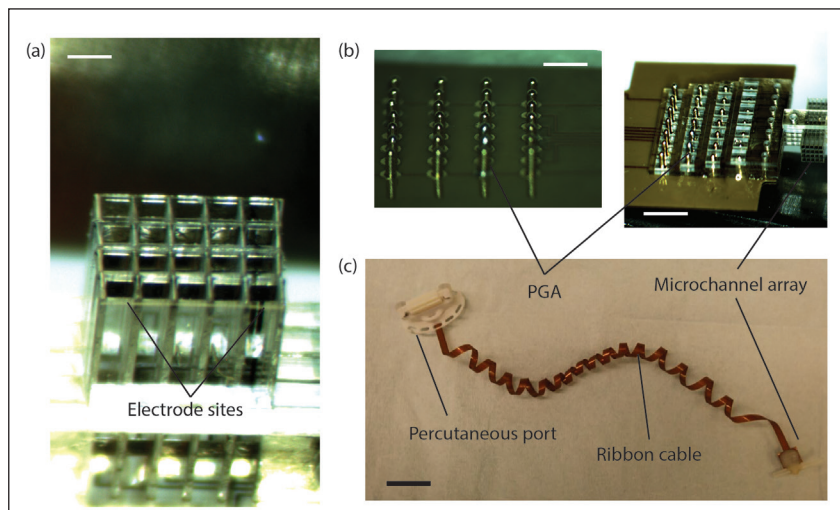 (a)
Electrode sites
(b)
PGA
Microchannel array
(c)
Percutaneous port
Ribbon cable